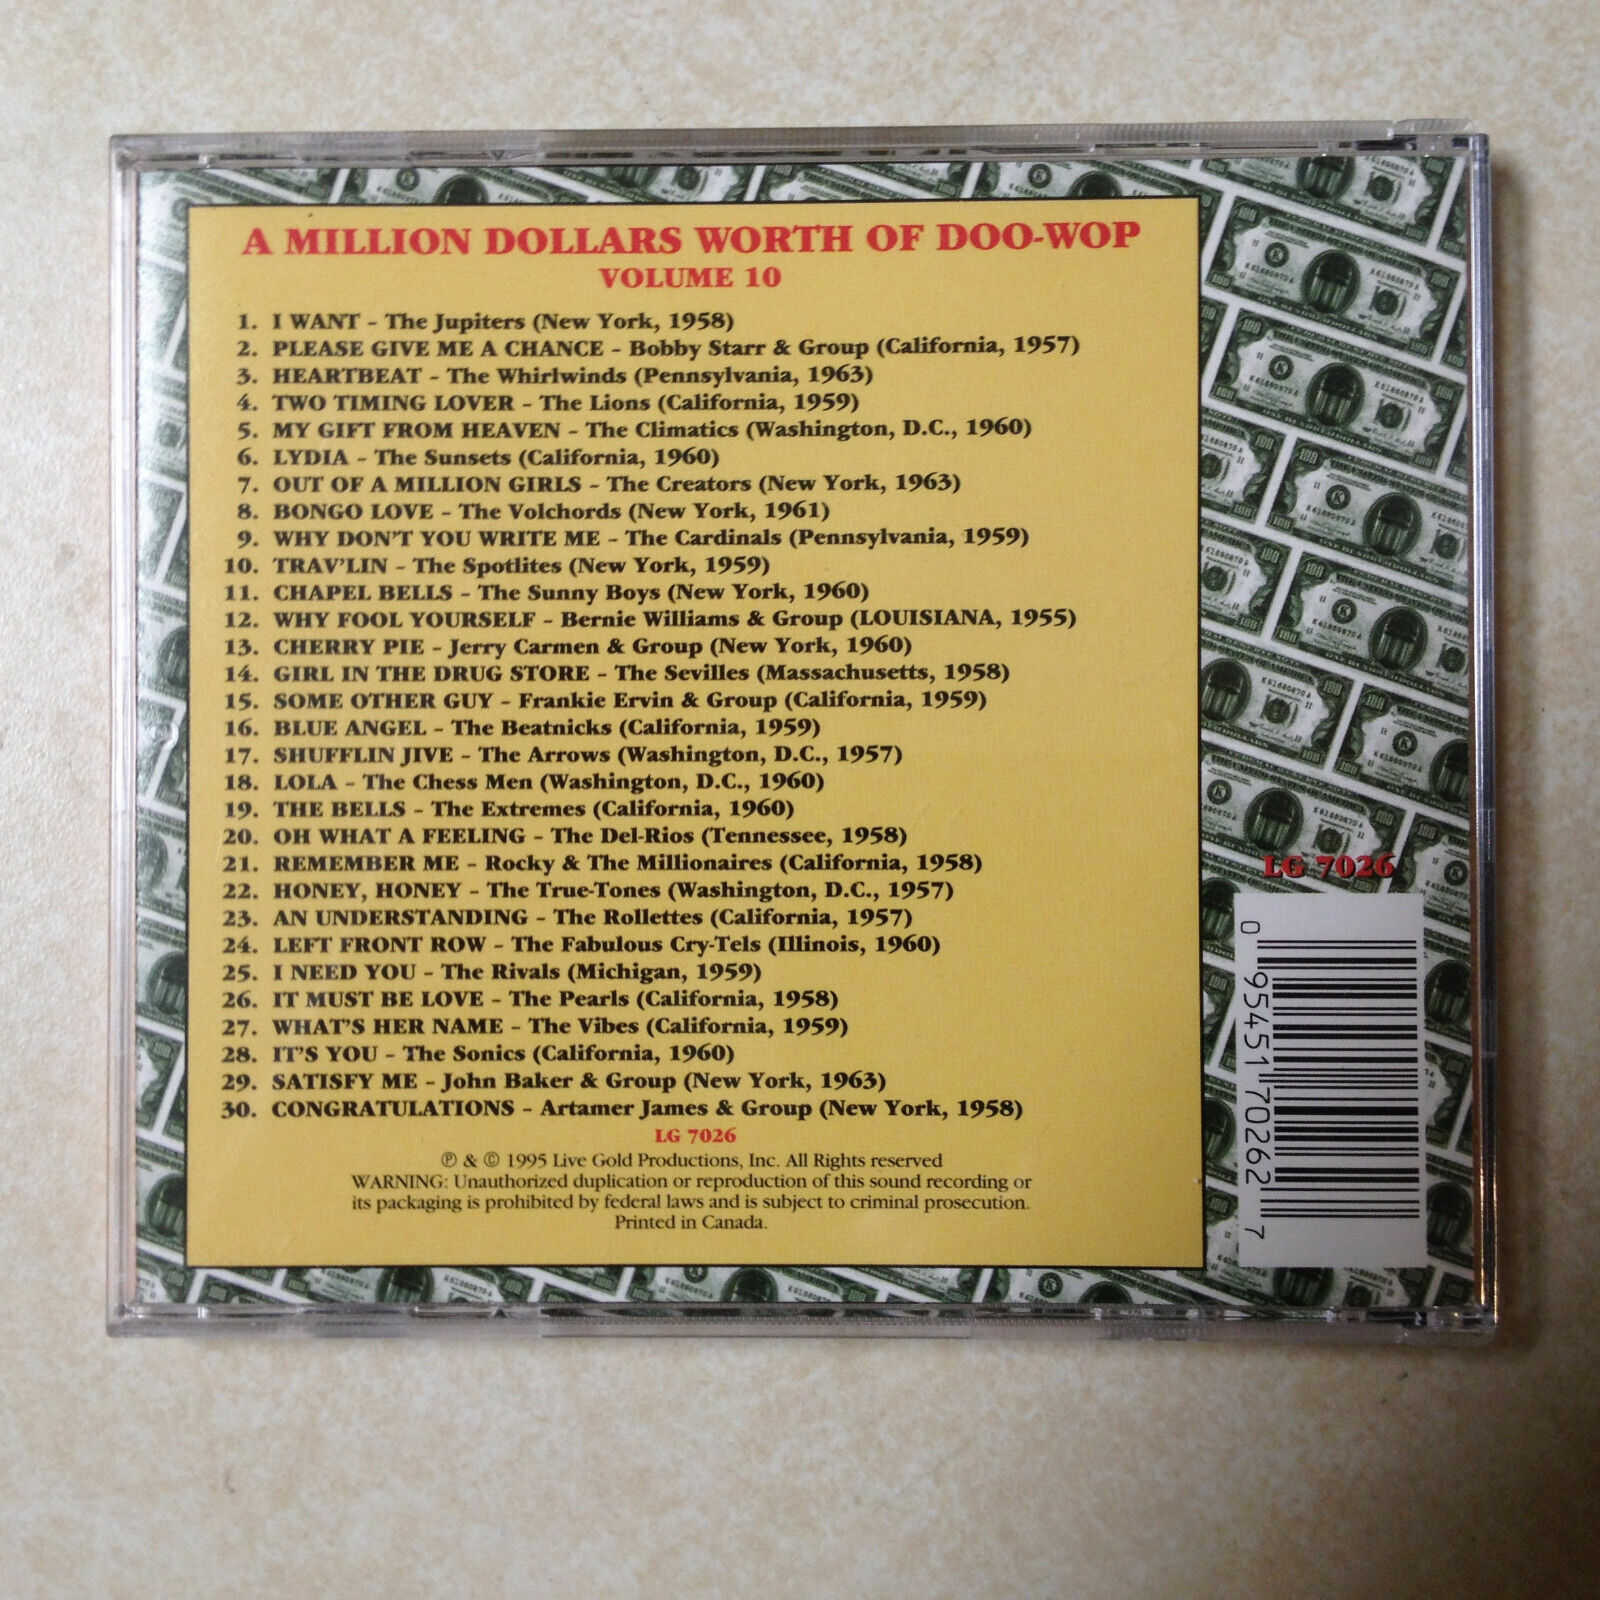 A MILLION DOLLARS WORTH OF DOO-WOP
VOLUME 10
1. I WANT - The Jupiters (New York, 1958)
2. PLEASE GIVE ME A CHANCE - Bobby Starr & Group (California, 1957)
3. HEARTBEAT - The Whirlwinds (Pennsylvania, 1963)
4. TWO TIMING LOVER - The Lions (California, 1959)
5. MY GIFT FROM HEAVEN - The Climatics (Washington, D.C., 1960)
6. LYDIA - The Sunsets (California, 1960)
7. OUT OF A MILLION GIRLS - The Creators (New York, 1963)
8. BONGO LOVE - The Volchords (New York, 1961)
9. WHY DON'T YOU WRITE ME - The Cardinals (Pennsylvania, 1959)
10. TRAV'LIN - The Spotlites (New York, 1959)
11. CHAPEL BELLS - The Sunny Boys (New York, 1960)
12. WHY FOOL YOURSELF - Bernie Williams & Group (LOUISIANA, 1955)
13. CHERRY PIE - Jerry Carmen & Group (New York, 1960)
14. GIRL IN THE DRUG STORE - The Sevilles (Massachusetts, 1958)
15. SOME OTHER GUY - Frankie Ervin & Group (California, 1959)
16. BLUE ANGEL - The Beatnicks (California, 1959)
17. SHUFFLIN JIVE - The Arrows (Washington, D.C., 1957)
18. LOLA - The Chess Men (Washington, D.C., 1960)
19. THE BELLS - The Extremes (California, 1960)
20. OH WHAT A FEELING - The Del-Rios (Tennessee, 1958)
21. REMEMBER ME - Rocky & The Millionaires (California, 1958)
22. HONEY, HONEY - The True-Tones (Washington, D.C., 1957)
23. AN UNDERSTANDING - The Rollettes (California, 1957)
24. LEFT FRONT ROW - The Fabulous Cry-Tels (Illinois, 1960)
25. I NEED YOU - The Rivals (Michigan, 1959)
26. IT MUST BE LOVE - The Pearls (California, 1958)
27. WHAT'S HER NAME - The Vibes (California, 1959)
28. IT'S YOU - The Sonics (California, 1960)
29. SATISFY ME - John Baker & Group (New York, 1963)
30. CONGRATULATIONS - Artamer James & Group (New York, 1958)
LG 7026
℗ & © 1995 Live Gold Productions, Inc. All Rights reserved
WARNING: Unauthorized duplication or reproduction of this sound recording or
its packaging is prohibited by federal laws and is subject to criminal prosecution.
Printed in Canada.
LG 7026
0 95451 70262 7